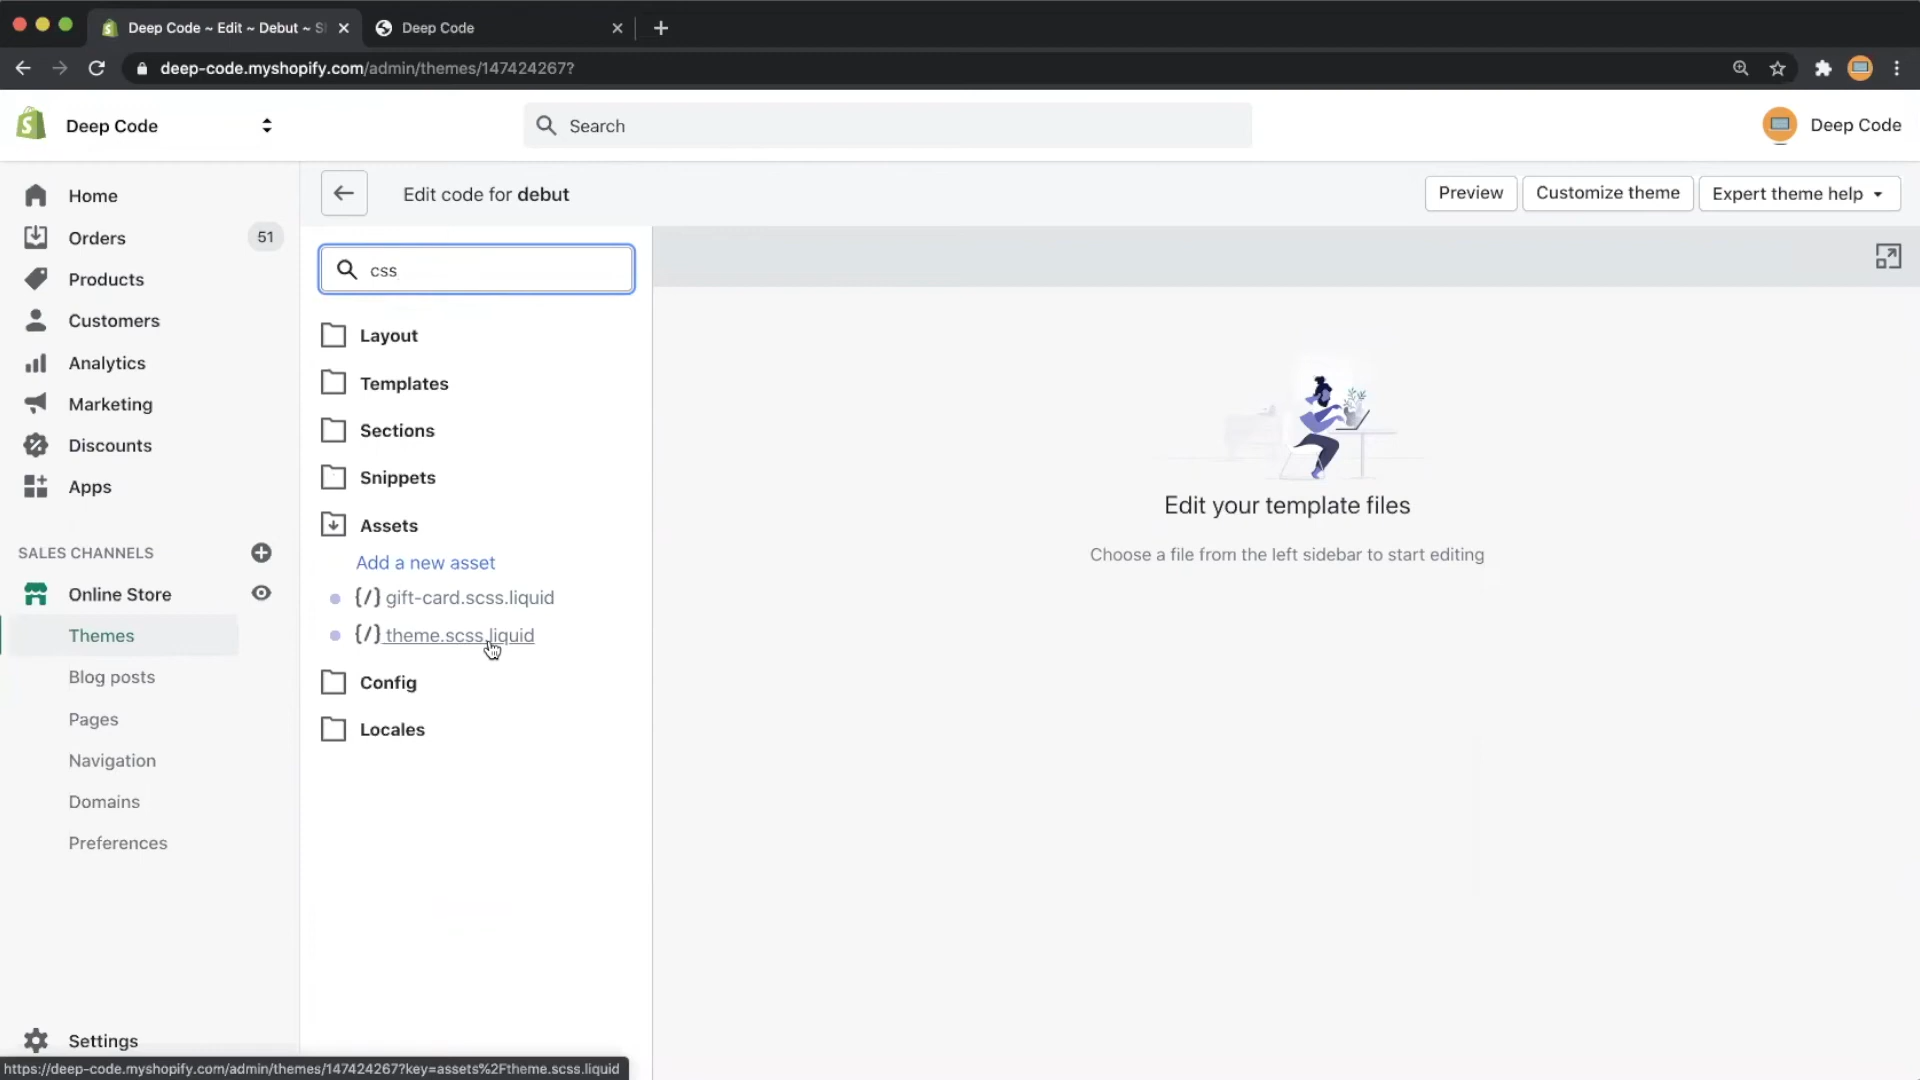 Deep Code ~ Edit ~ Debut ~ S
Deep Code
deep-code.myshopify.com/admin/themes/147424267?
Deep Code
Search
Deep Code
Home
Orders
51
Products
Customers
Analytics
Marketing
Discounts
Apps
SALES CHANNELS
Online Store
Themes
Blog posts
Pages
Navigation
Domains
Preferences
Settings
Edit code for debut
Preview
Customize theme
Expert theme help
css
Layout
Templates
Sections
Snippets
Assets
Add a new asset
{/} gift-card.scss.liquid
{/} theme.scss.liquid
Config
Locales
Edit your template files
Choose a file from the left sidebar to start editing
https://deep-code.myshopify.com/admin/themes/147424267?key=assets%2Ftheme.scss.liquid